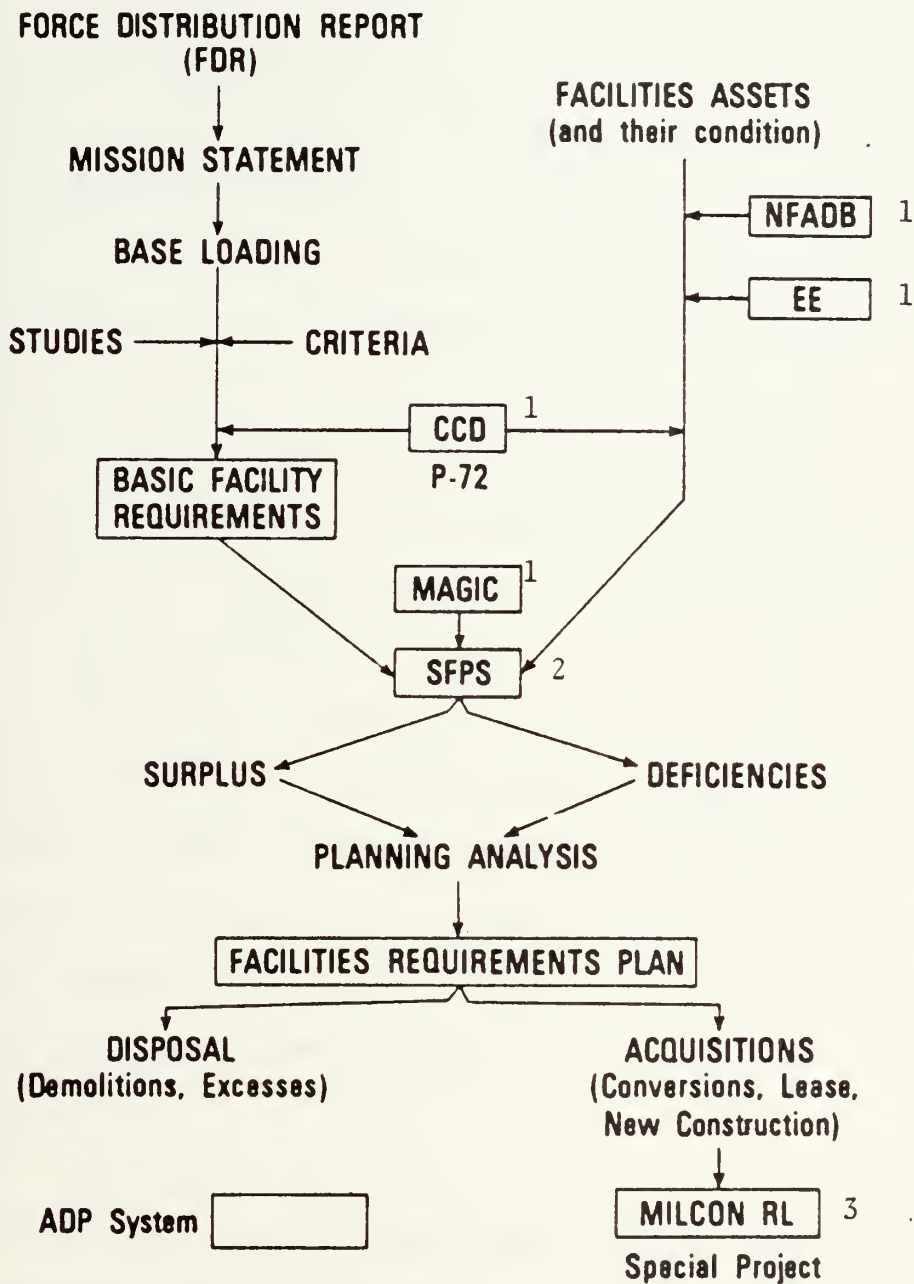 FORCE DISTRIBUTION REPORT
(FDR)
FACILITIES ASSETS
(and their condition)
MISSION STATEMENT
NFADB 1
BASE LOADING
EE 1
STUDIES CRITERIA
CCD 1
P-72
BASIC FACILITY
REQUIREMENTS
MAGIC 1
SFPS 2
SURPLUS DEFICIENCIES
PLANNING ANALYSIS
FACILITIES REQUIREMENTS PLAN
DISPOSAL
(Demolitions, Excesses)
ACQUISITIONS
(Conversions, Lease,
New Construction)
ADP System
MILCON RL 3
Special Project